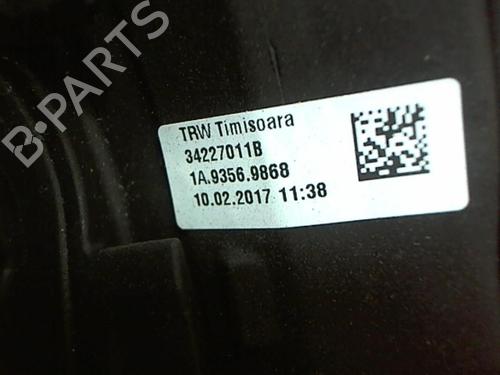 TRW Timisoara
34227011B
1A.9356.9868
10.02.2017 11:38
B-PARTS